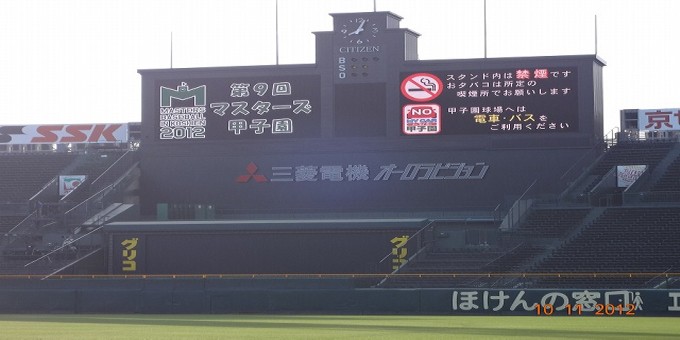 CITIZEN
B
S
O
MASTERS
BASEBALL
KOSHIEN
2012
第9回
マスターズ
甲子園
スタンド内は禁煙です
おタバコは所定の
喫煙所でお願いします
NO
MY CAR
甲子園
甲子園球場へは
電車・バスを
ご利用ください
SSK
三菱電機 オーロラビジョン
グリコ
グリコ
ほけんの窓口
10 11 2012